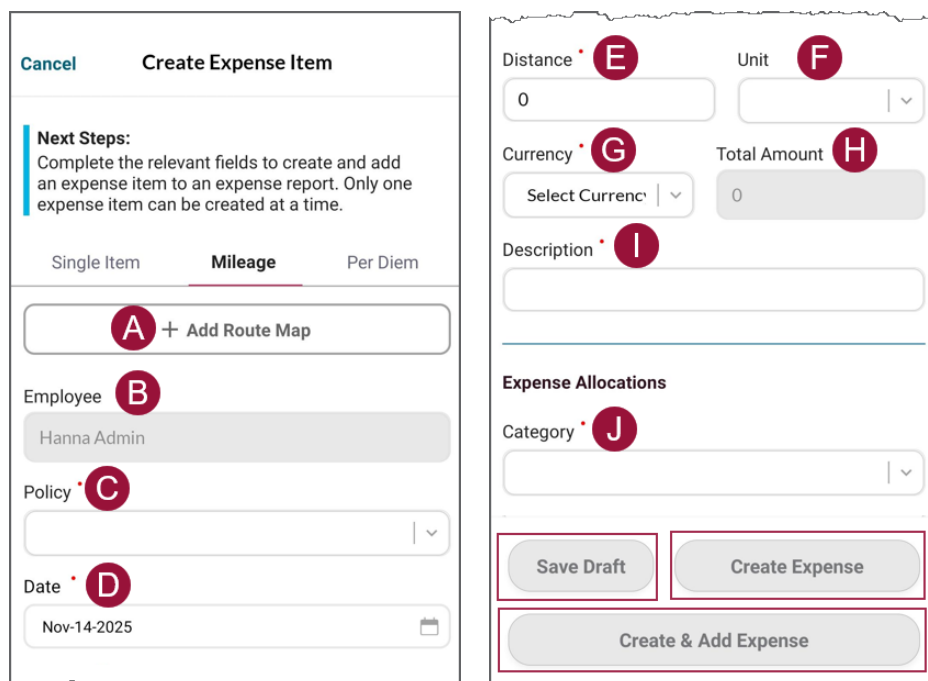 Cancel Create Expense Item
Next Steps:
Complete the relevant fields to create and add
an expense item to an expense report. Only one
expense item can be created at a time.
Single Item Mileage Per Diem
A + Add Route Map
Employee B
Hanna Admin
Policy * C
Date * D
Nov-14-2025
Distance * E Unit F
0
Currency * G Total Amount H
Select Currenc 0
Description * I
Expense Allocations
Category * J
Save Draft Create Expense
Create & Add Expense